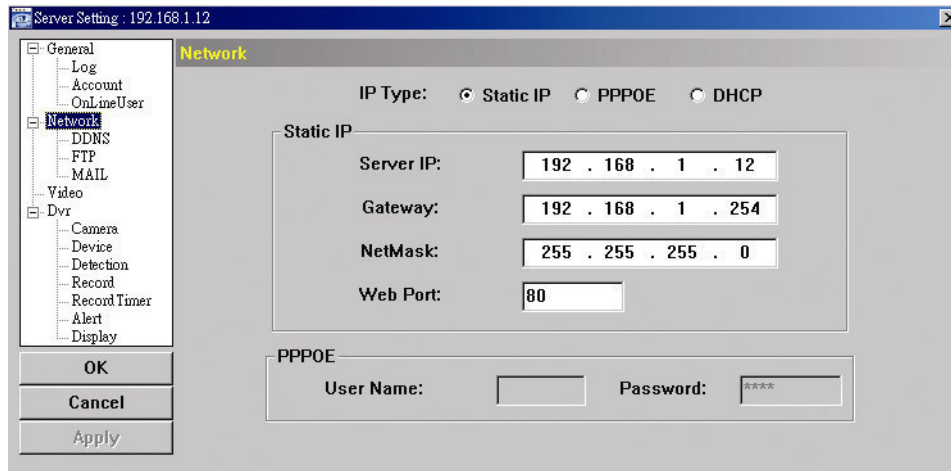 Server Setting : 192.168.1.12
General
Log
Account
OnLineUser
Network
DDNS
FTP
MAIL
Video
Dvr
Camera
Device
Detection
Record
Record Timer
Alert
Display
OK
Cancel
Apply
Network
IP Type: Static IP PPPOE DHCP
Static IP
Server IP: 192 . 168 . 1 . 12
Gateway: 192 . 168 . 1 . 254
NetMask: 255 . 255 . 255 . 0
Web Port: 80
PPPOE
User Name: Password: ****